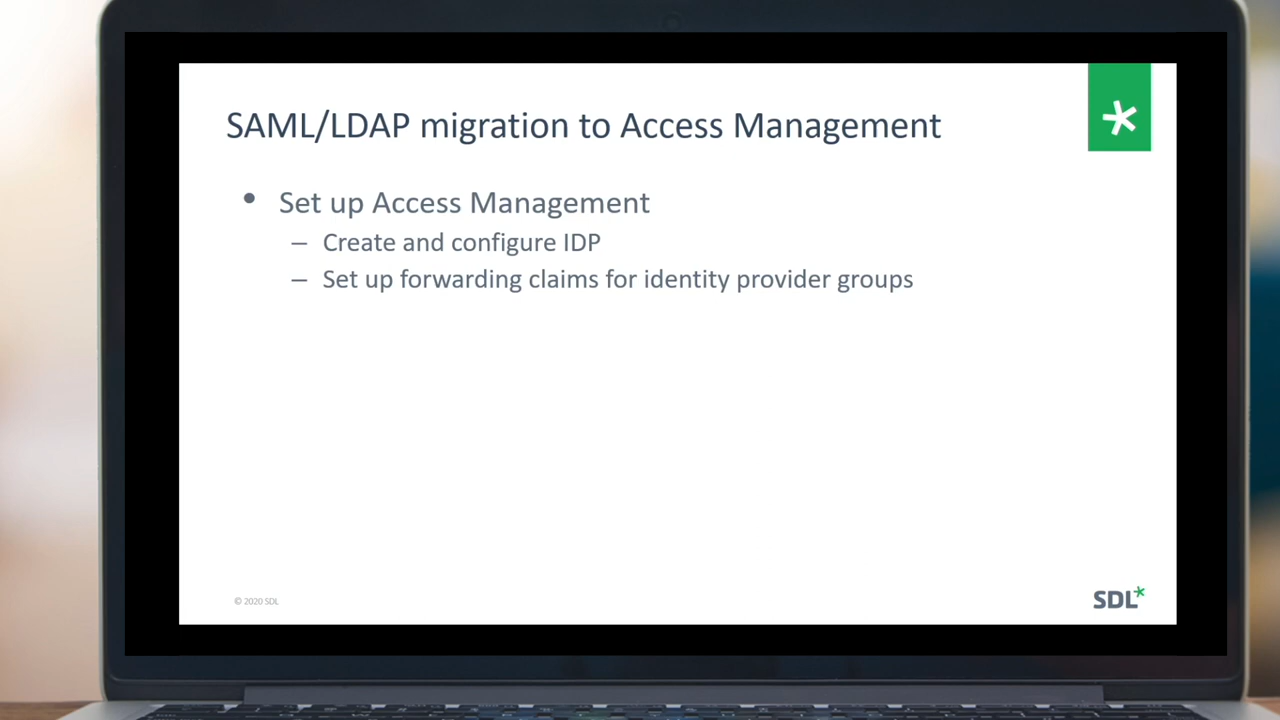 SAML/LDAP migration to Access Management
• Set up Access Management
– Create and configure IDP
– Set up forwarding claims for identity provider groups
© 2020 SDL
SDL*